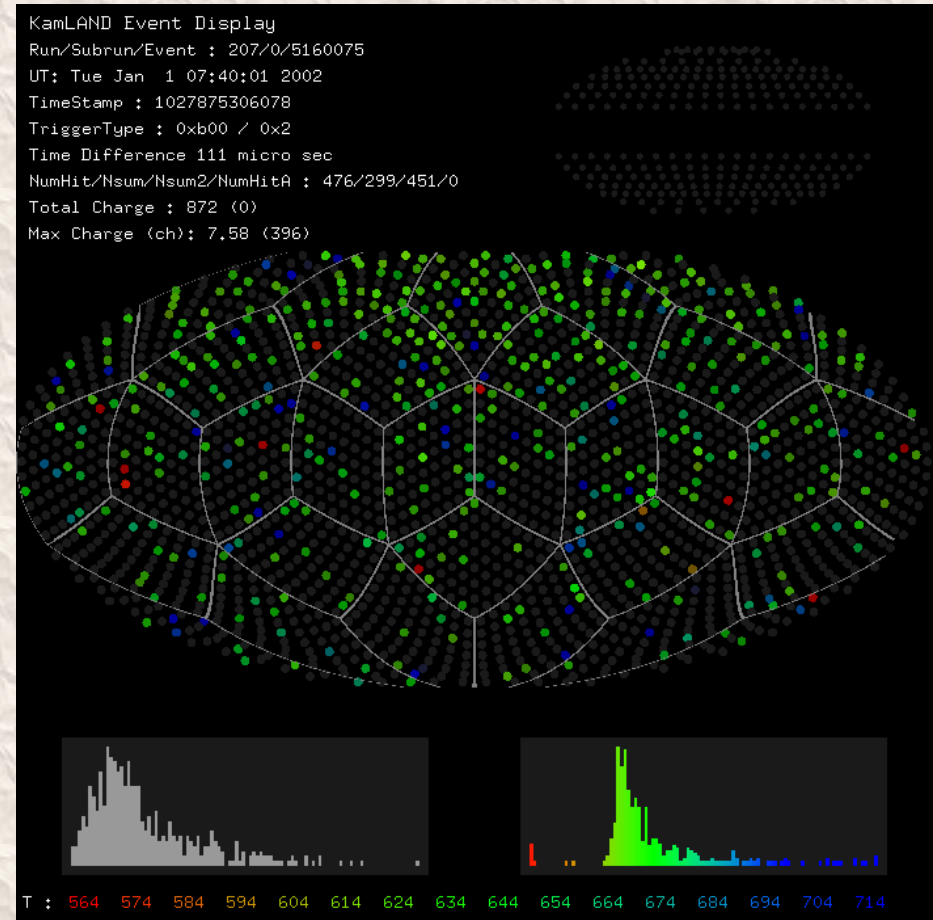 KamLAND Event Display
Run/Subrun/Event : 207/0/5160075
UT: Tue Jan  1 07:40:01 2002
TimeStamp : 1027875306078
TriggerType : 0xb00 / 0x2
Time Difference 111 micro sec
NumHit/Nsum/Nsum2/NumHitA : 476/299/451/0
Total Charge : 872 (0)
Max Charge (ch): 7.58 (396)
T : 564 574 584 594 604 614 624 634 644 654 664 674 684 694 704 714